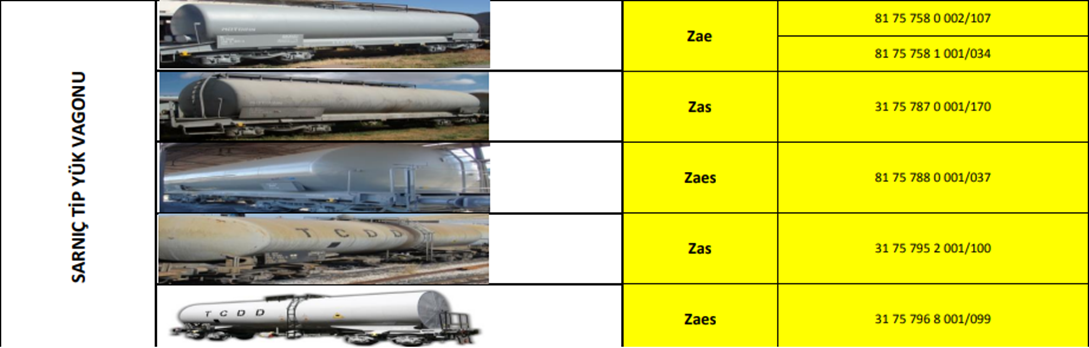 SARNIÇ TİP YÜK VAGONU
Zae
81 75 758 0 002/107
81 75 758 1 001/034
Zas
31 75 787 0 001/170
Zaes
81 75 788 0 001/037
T C D D
Zas
31 75 795 2 001/100
T C D D
Zaes
31 75 796 8 001/099